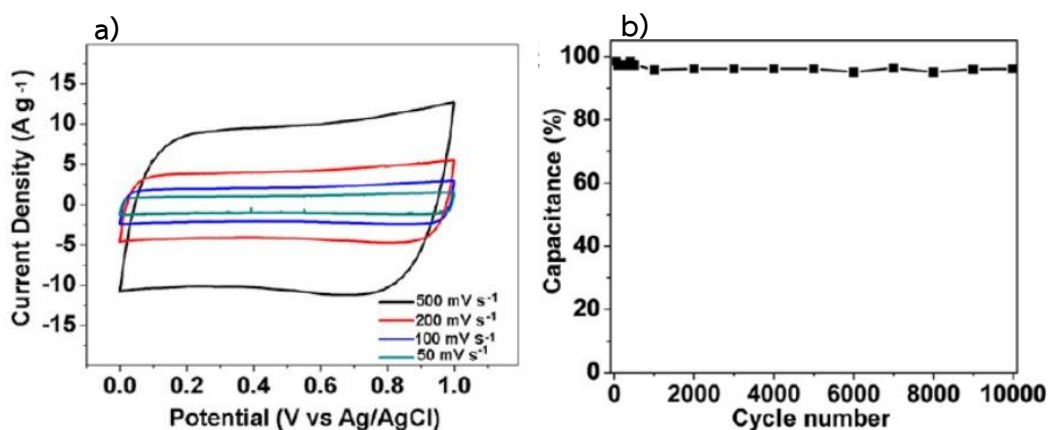 a)
Current Density (A g-1)
15
10
5
0
-5
-10
-15
500 mV s-1
200 mV s-1
100 mV s-1
50 mV s-1
0.0 0.2 0.4 0.6 0.8 1.0
Potential (V vs Ag/AgCl)
b)
Capacitance (%)
100
80
60
40
20
0
0 2000 4000 6000 8000 10000
Cycle number